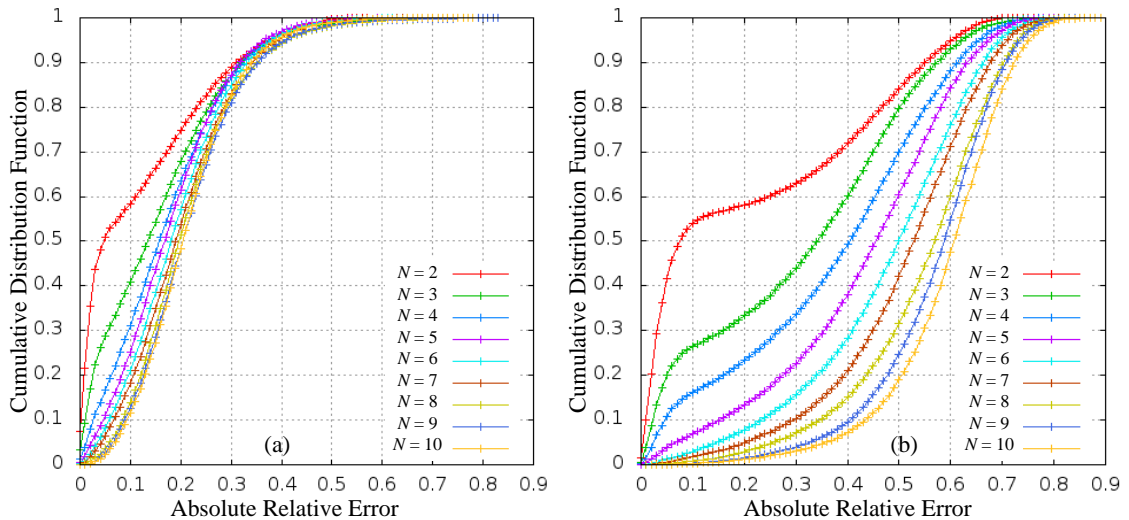 Cumulative Distribution Function
1
0.9
0.8
0.7
0.6
0.5
0.4
0.3
0.2
0.1
0
0 0.1 0.2 0.3 0.4 0.5 0.6 0.7 0.8 0.9
Absolute Relative Error
N = 2
N = 3
N = 4
N = 5
N = 6
N = 7
N = 8
N = 9
N = 10
(a)
Cumulative Distribution Function
1
0.9
0.8
0.7
0.6
0.5
0.4
0.3
0.2
0.1
0
0 0.1 0.2 0.3 0.4 0.5 0.6 0.7 0.8 0.9
Absolute Relative Error
N = 2
N = 3
N = 4
N = 5
N = 6
N = 7
N = 8
N = 9
N = 10
(b)